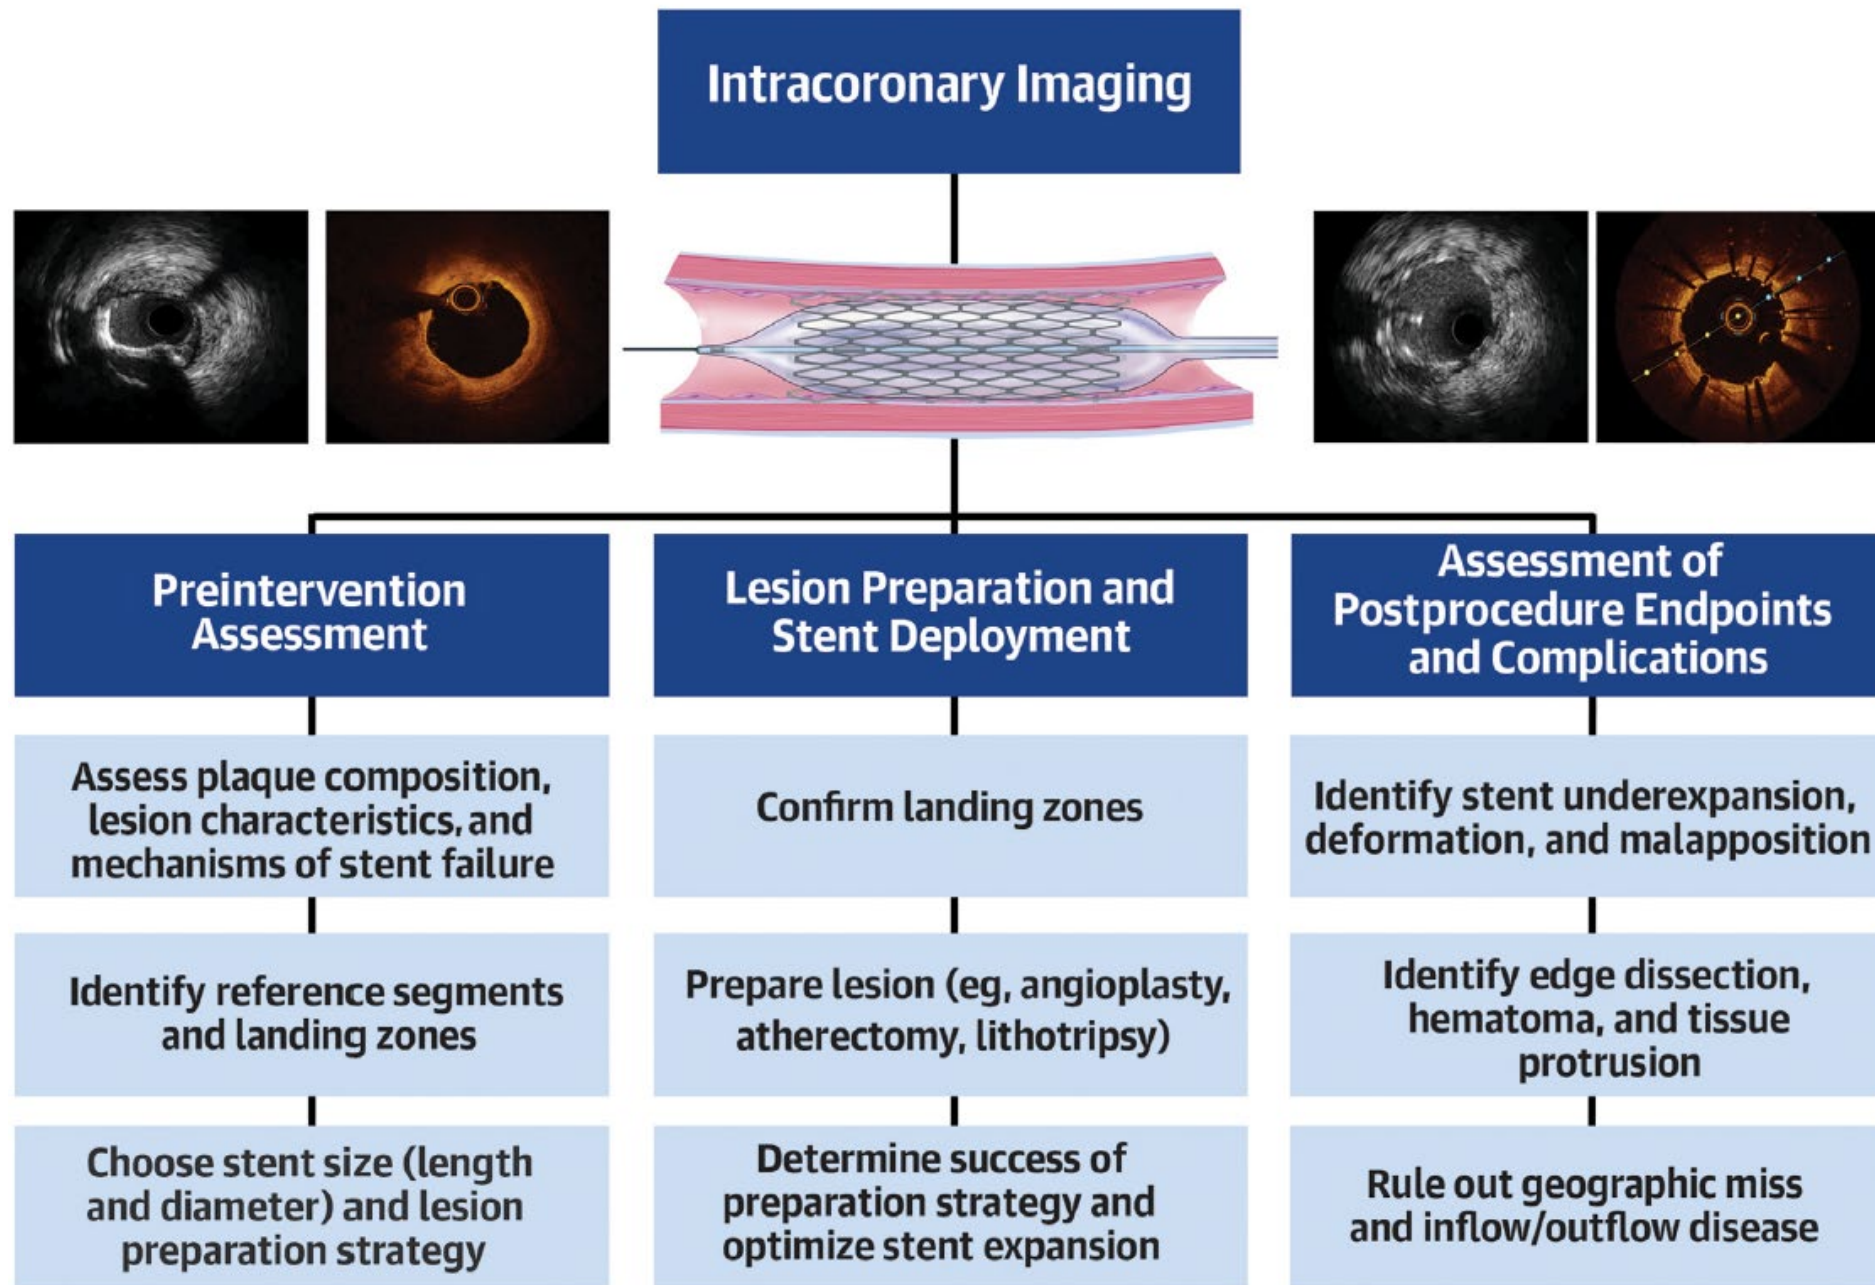 Intracoronary Imaging
Preintervention
Assessment
Assess plaque composition,
lesion characteristics, and
mechanisms of stent failure
Identify reference segments
and landing zones
Choose stent size (length
and diameter) and lesion
preparation strategy
Lesion Preparation and
Stent Deployment
Confirm landing zones
Prepare lesion (eg, angioplasty,
atherectomy, lithotripsy)
Determine success of
preparation strategy and
optimize stent expansion
Assessment of
Postprocedure Endpoints
and Complications
Identify stent underexpansion,
deformation, and malapposition
Identify edge dissection,
hematoma, and tissue
protrusion
Rule out geographic miss
and inflow/outflow disease